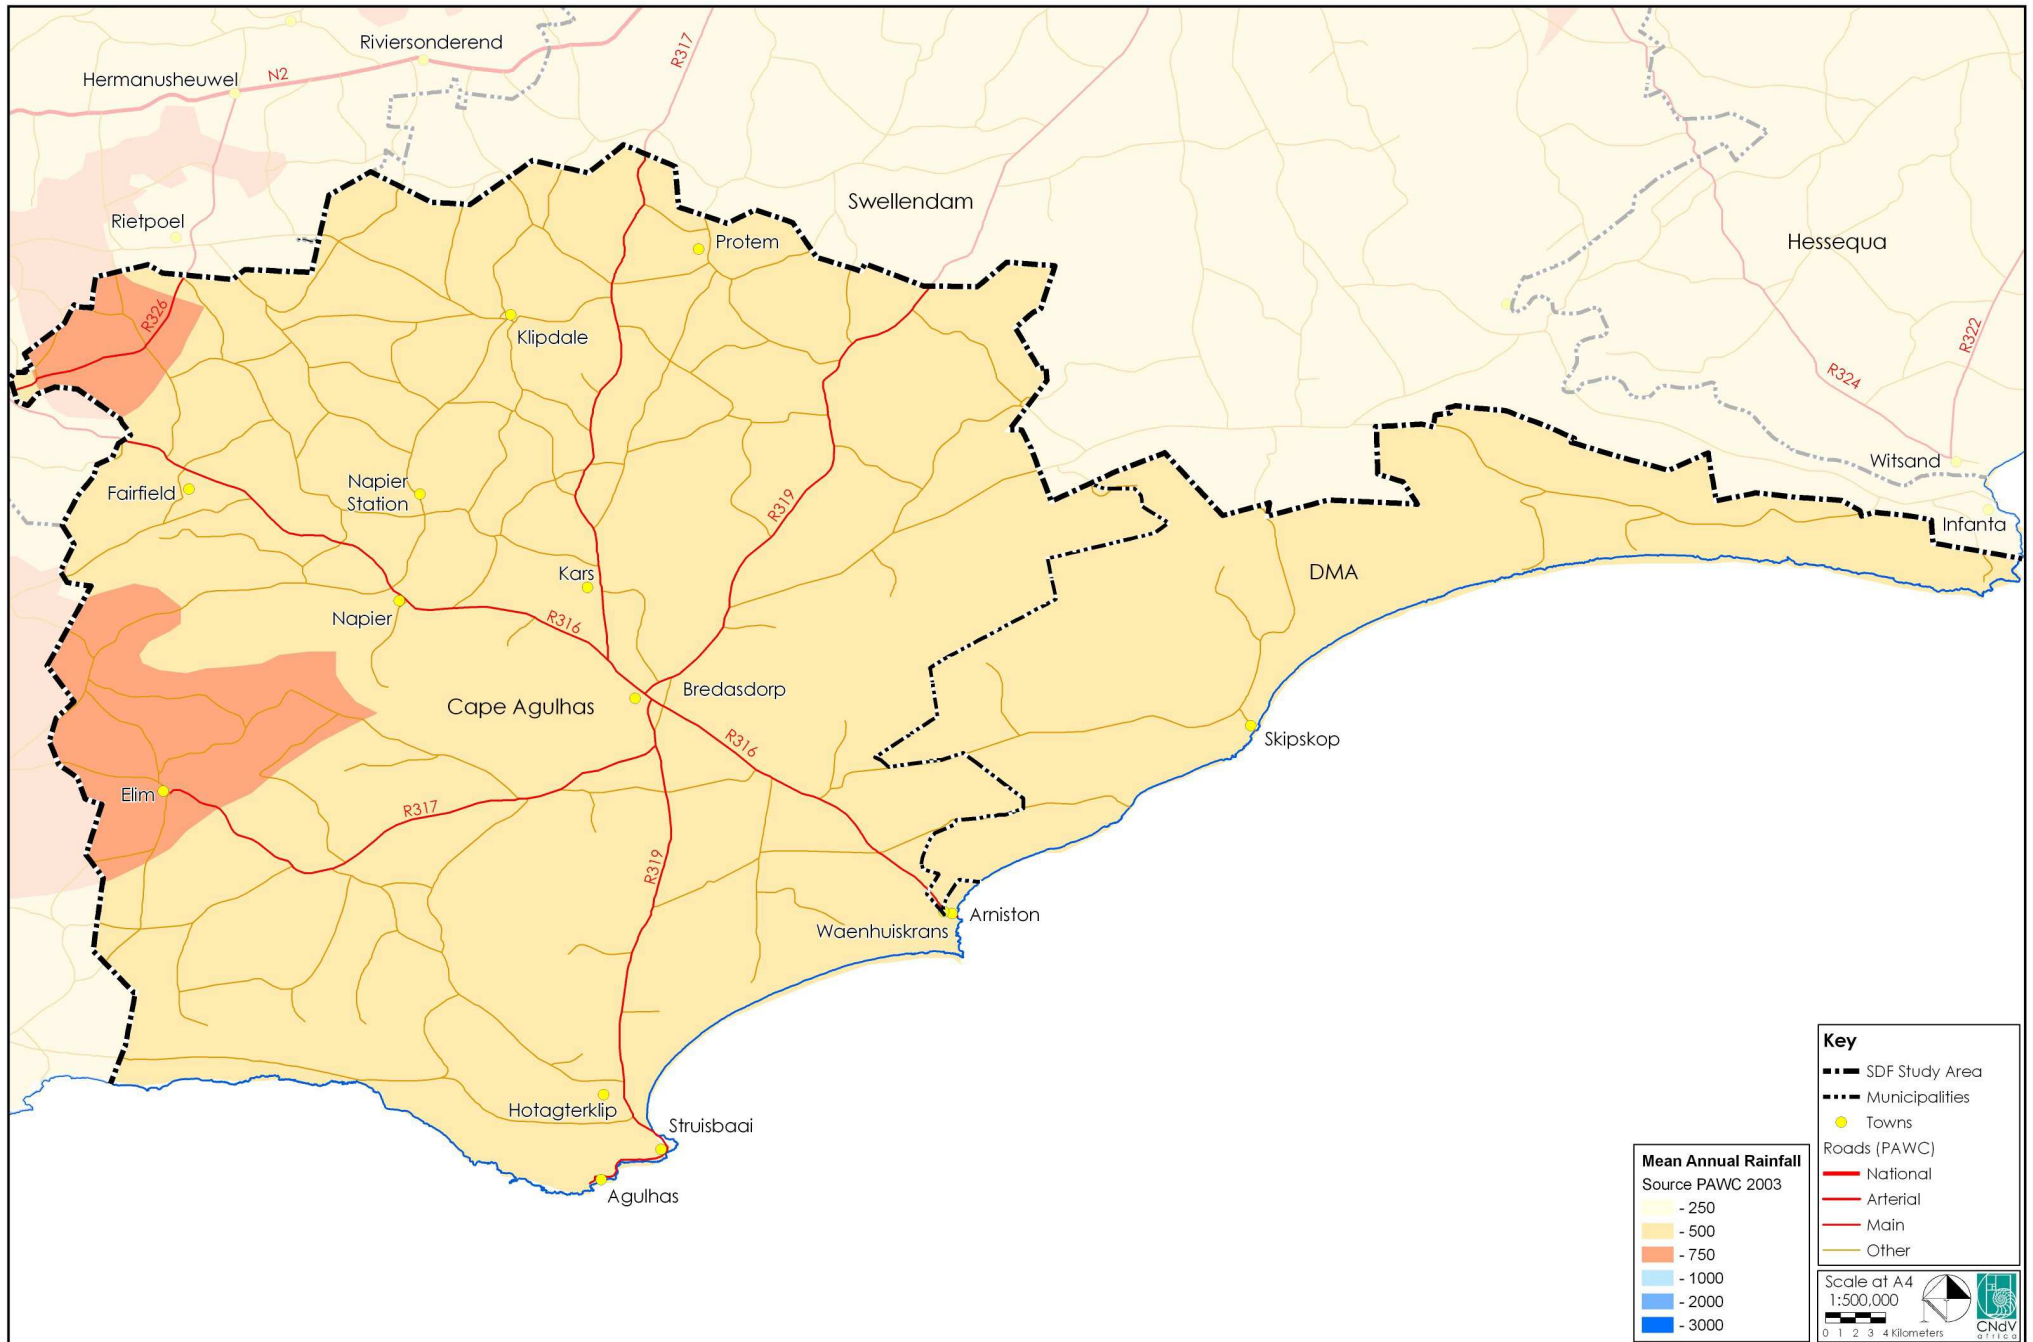 Riviersonderend
R317
Hermanusheuwel
N2
Swellendam
Rietpoel
Protem
Hessequa
R326
Klipdale
R322
R324
Witsand
Napier
Station
Fairfield
R319
Infanta
Kars
DMA
Napier
R316
Bredasdorp
Cape Agulhas
R316
Skipskop
Elim
R317
R319
Arniston
Waenhuiskrans
Hotagterklip
Struisbaai
Agulhas
Key
SDF Study Area
Municipalities
Towns
Roads (PAWC)
National
Arterial
Main
Other
Mean Annual Rainfall
Source PAWC 2003
- 250
- 500
- 750
- 1000
- 2000
- 3000
Scale at A4
1:500,000
0 1 2 3 4 Kilometers
N
CNdV
africa